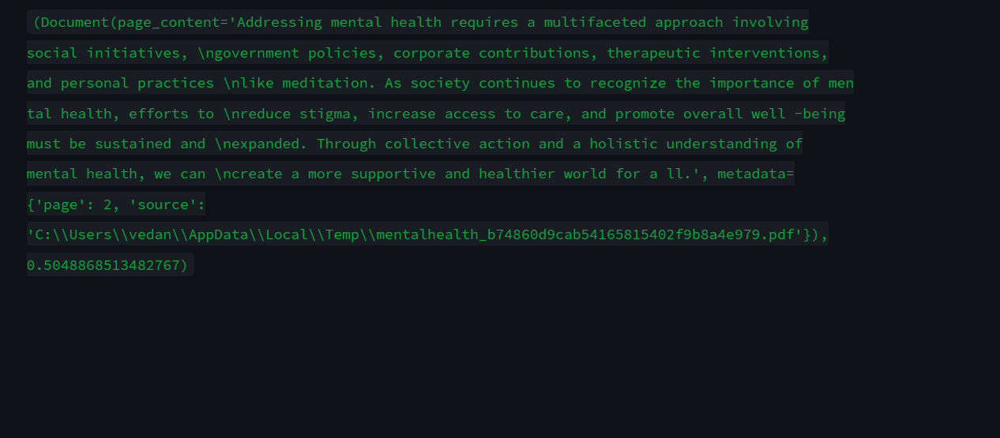 (Document(page_content='Addressing mental health requires a multifaceted approach involving
social initiatives, \ngovernment policies, corporate contributions, therapeutic interventions,
and personal practices \nlike meditation. As society continues to recognize the importance of men
tal health, efforts to \nreduce stigma, increase access to care, and promote overall well -being
must be sustained and \nexpanded. Through collective action and a holistic understanding of
mental health, we can \ncreate a more supportive and healthier world for a ll.', metadata=
{'page': 2, 'source':
'C:\\Users\\vedan\\AppData\\Local\\Temp\\mentalhealth_b74860d9cab54165815402f9b8a4e979.pdf'}),
0.5048868513482767)